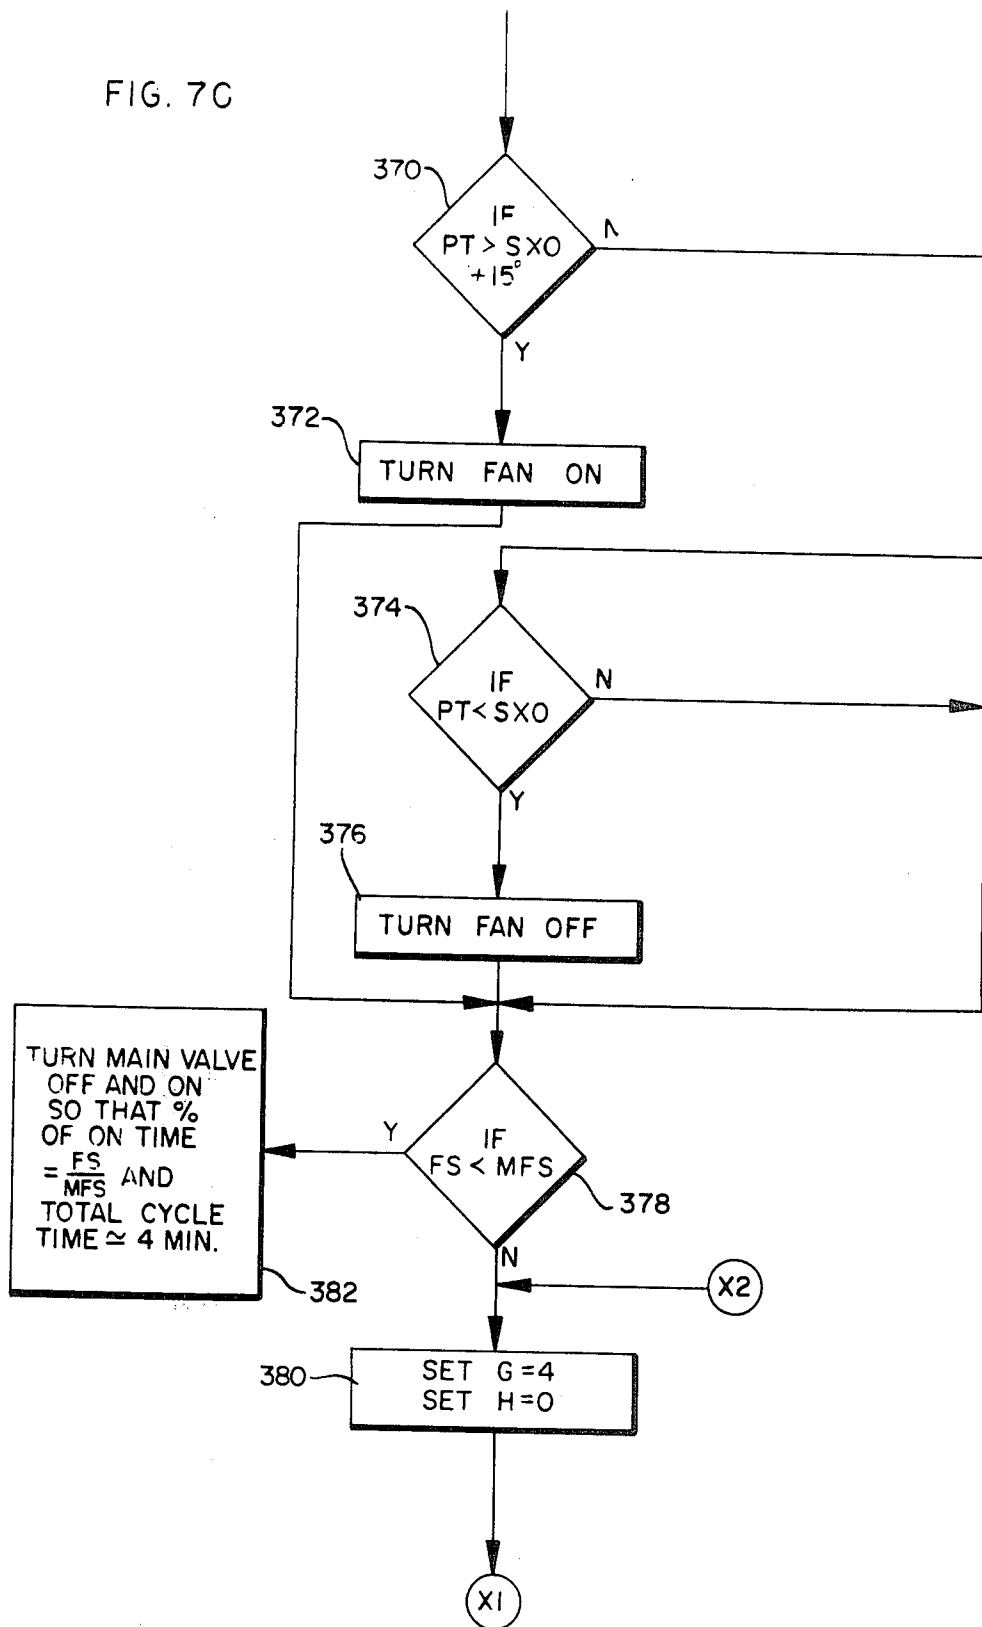 FIG. 7C
370
IF
PT > SXO
+15°
N
Y
372
TURN FAN ON
374
IF
PT < SXO
N
Y
376
TURN FAN OFF
TURN MAIN VALVE
OFF AND ON
SO THAT %
OF ON TIME
= FS/MFS AND
TOTAL CYCLE
TIME ≃ 4 MIN.
382
Y
IF
FS < MFS
378
N
X2
380
SET G=4
SET H=0
X1